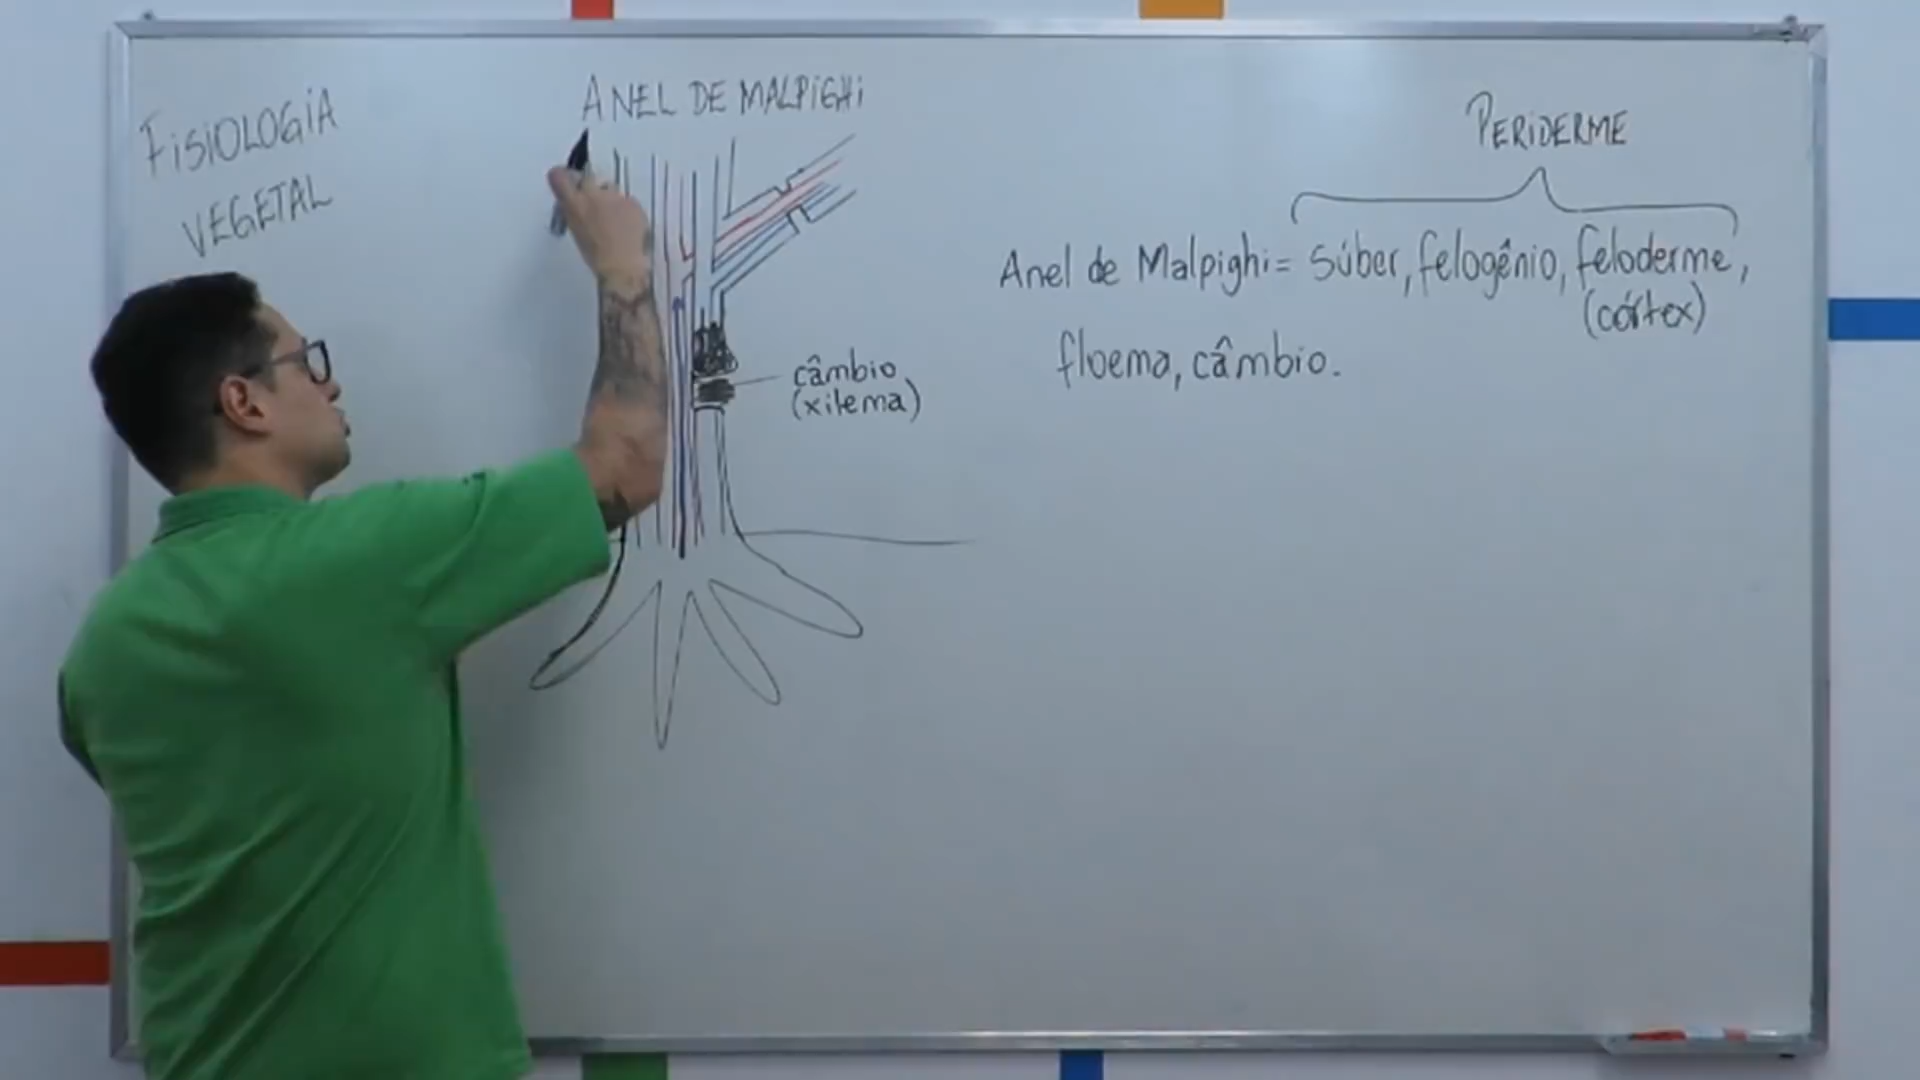 FISIOLOGIA
VEGETAL
ANEL DE MALPIGHI
câmbio
(xilema)
PERIDERME
Anel de Malpighi= súber, felogênio, feloderme,
(córtex)
floema, câmbio.